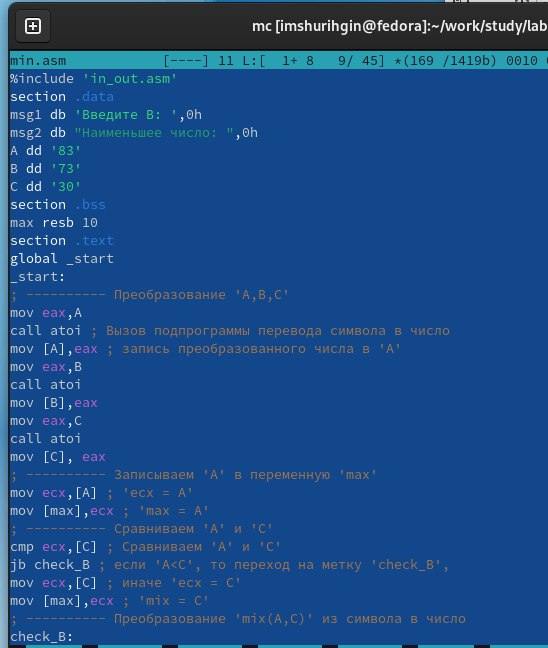 mc [imshurihgin@fedora]:~/work/study/lab
min.asm [----] 11 L:[ 1+ 8 9/ 45] *(169 /1419b) 0010
%include 'in_out.asm'
section .data
msg1 db 'Введите B: ',0h
msg2 db "Наименьшее число: ",0h
A dd '83'
B dd '73'
C dd '30'
section .bss
max resb 10
section .text
global _start
_start:
; ---------- Преобразование 'A,B,C'
mov eax,A
call atoi ; Вызов подпрограммы перевода символа в число
mov [A],eax ; запись преобразованного числа в 'A'
mov eax,B
call atoi
mov [B],eax
mov eax,C
call atoi
mov [C], eax
; ---------- Записываем 'A' в переменную 'max'
mov ecx,[A] ; 'ecx = A'
mov [max],ecx ; 'max = A'
; ---------- Сравниваем 'A' и 'C'
cmp ecx,[C] ; Сравниваем 'A' и 'C'
jb check_B ; если 'A<C', то переход на метку 'check_B',
mov ecx,[C] ; иначе 'ecx = C'
mov [max],ecx ; 'mix = C'
; ---------- Преобразование 'mix(A,C)' из символа в число
check_B: